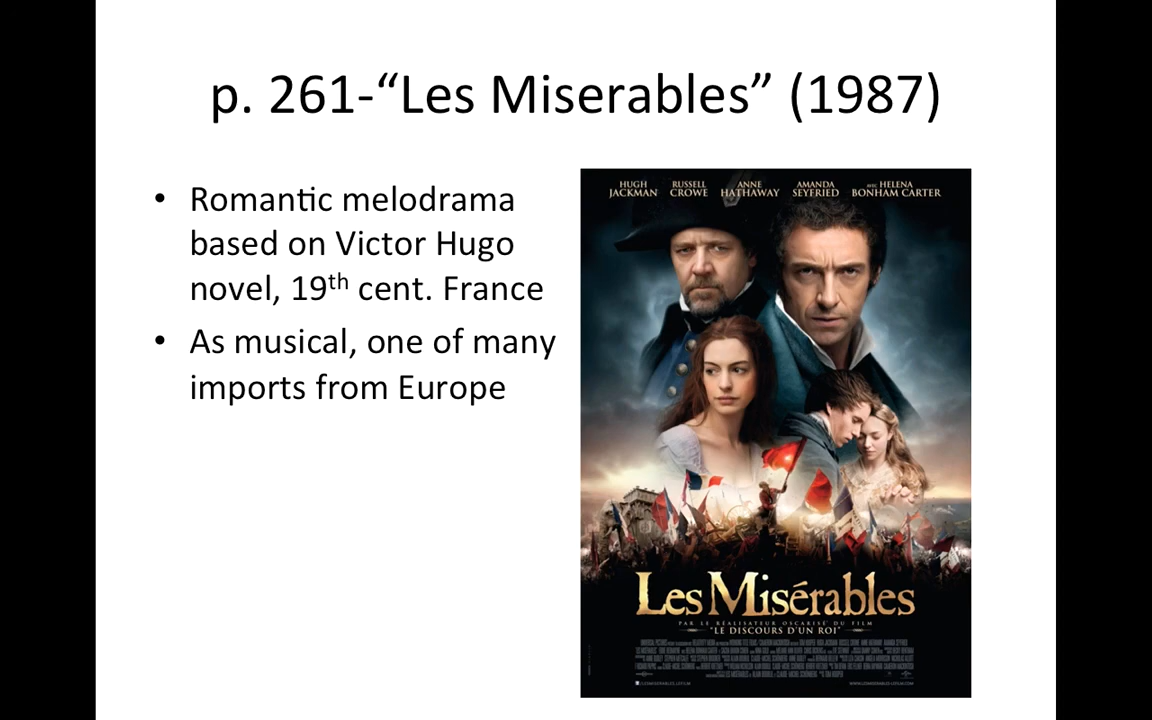 p. 261-“Les Miserables” (1987)
• Romantic melodrama
based on Victor Hugo
novel, 19th cent. France
• As musical, one of many
imports from Europe
HUGH JACKMAN RUSSELL CROWE ANNE HATHAWAY AMANDA SEYFRIED AVEC HELENA BONHAM CARTER
Les Misérables
PAR LE RÉALISATEUR OSCARISÉ DU FILM
"LE DISCOURS D'UN ROI"